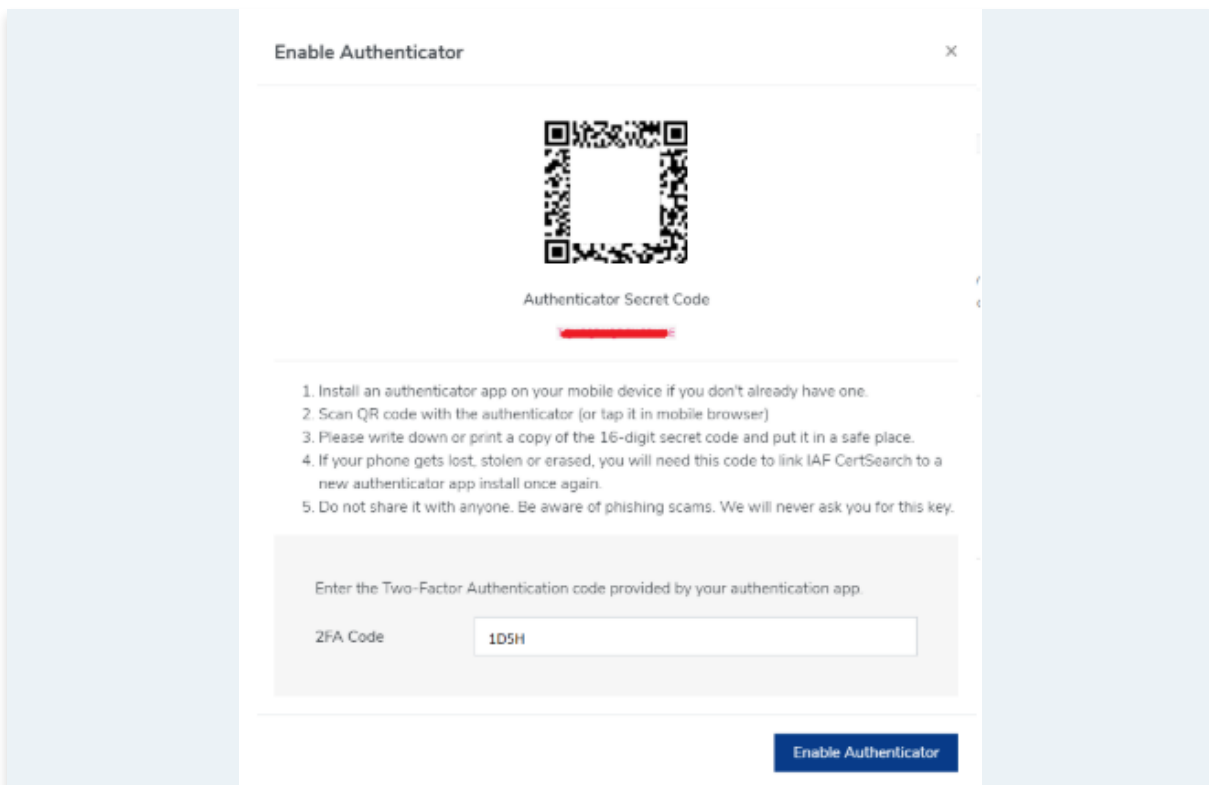 Enable Authenticator
×
Authenticator Secret Code
1. Install an authenticator app on your mobile device if you don't already have one.
2. Scan QR code with the authenticator (or tap it in mobile browser)
3. Please write down or print a copy of the 16-digit secret code and put it in a safe place.
4. If your phone gets lost, stolen or erased, you will need this code to link IAF CertSearch to a
new authenticator app install once again.
5. Do not share it with anyone. Be aware of phishing scams. We will never ask you for this key.
Enter the Two-Factor Authentication code provided by your authentication app.
2FA Code
1D5H
Enable Authenticator